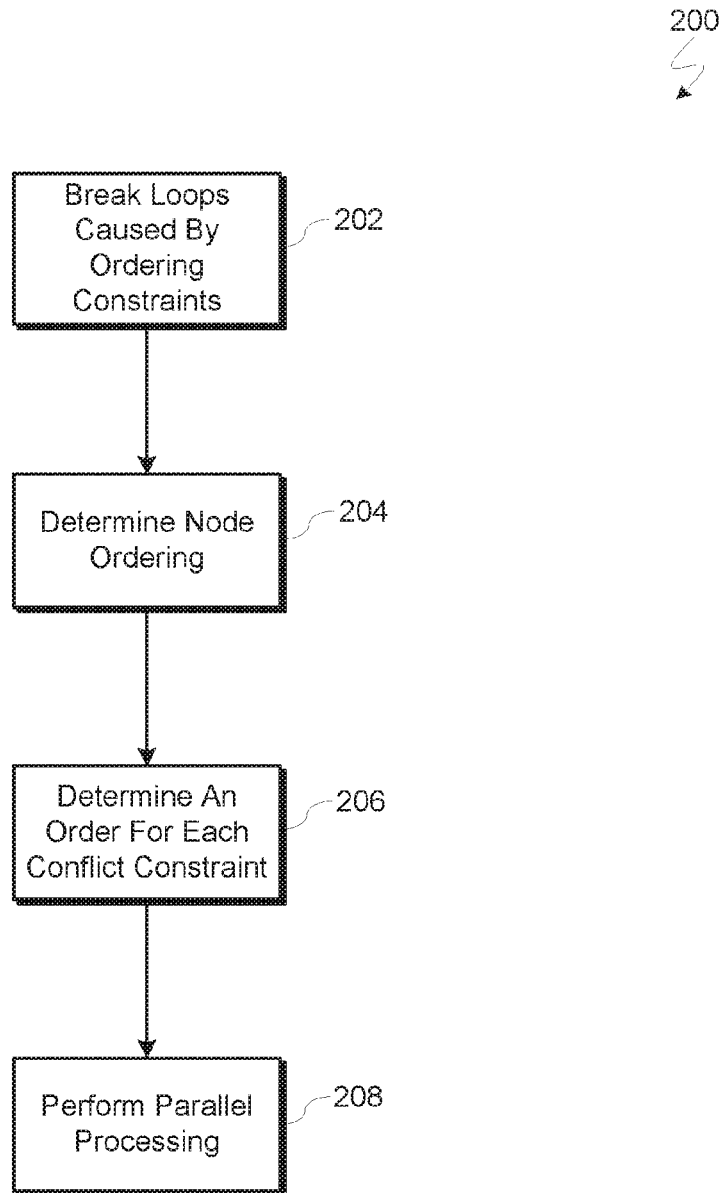 200
Break Loops
Caused By
Ordering
Constraints
202
Determine Node
Ordering
204
Determine An
Order For Each
Conflict Constraint
206
Perform Parallel
Processing
208